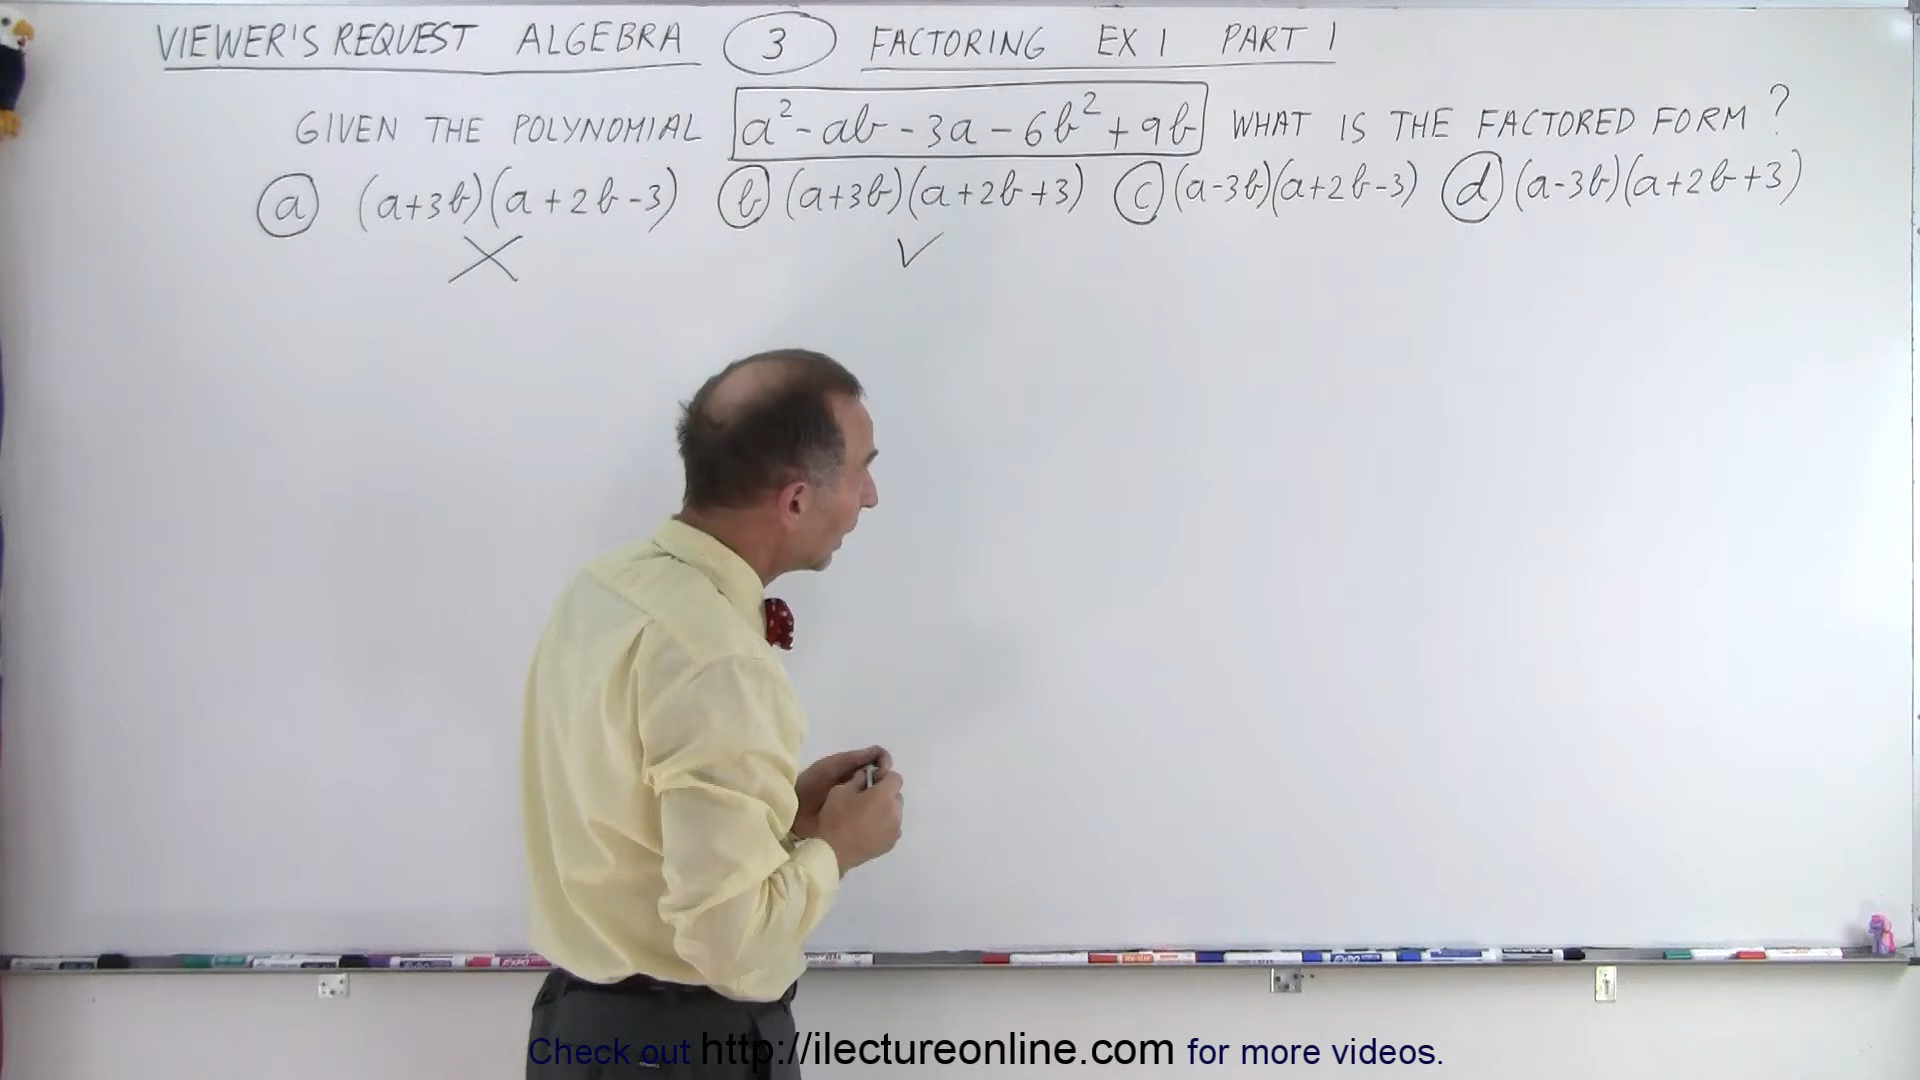 VIEWER'S REQUEST ALGEBRA 3 FACTORING EX 1 PART 1
GIVEN THE POLYNOMIAL a²-ab-3a-6b²+9b WHAT IS THE FACTORED FORM?
a (a+3b)(a+2b-3) b (a+3b)(a+2b+3) c (a-3b)(a+2b-3) d (a-3b)(a+2b+3)
Check out http://ilectureonline.com for more videos.